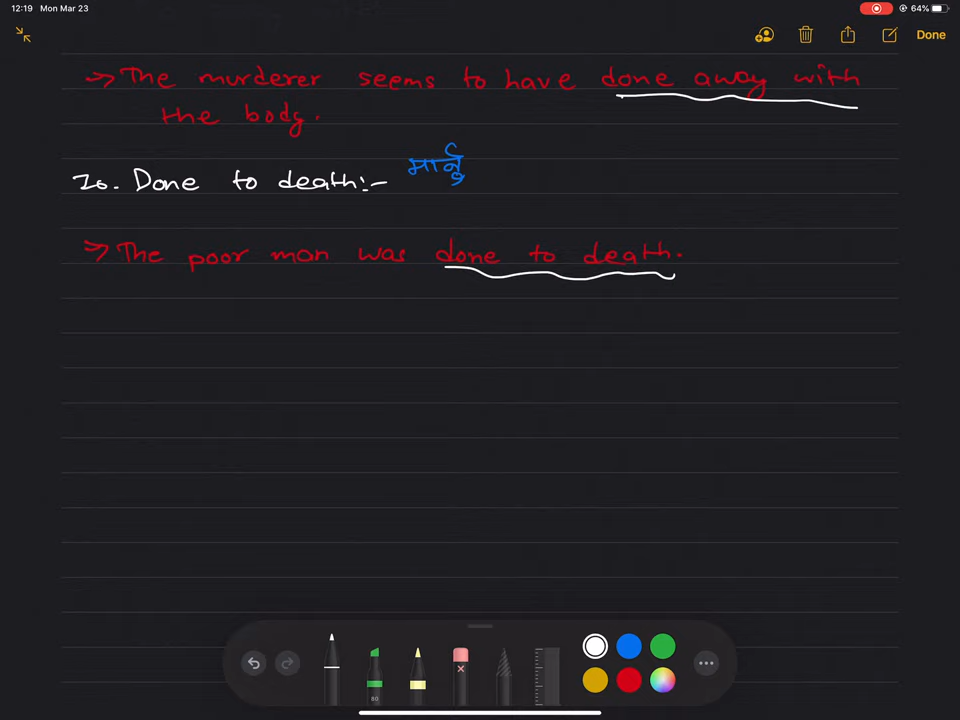 12:19 Mon Mar 23
64%
Done
→ The murderer seems to have done away with
the body.
20. Done to death:- मार्नु
→ The poor man was done to death.
80